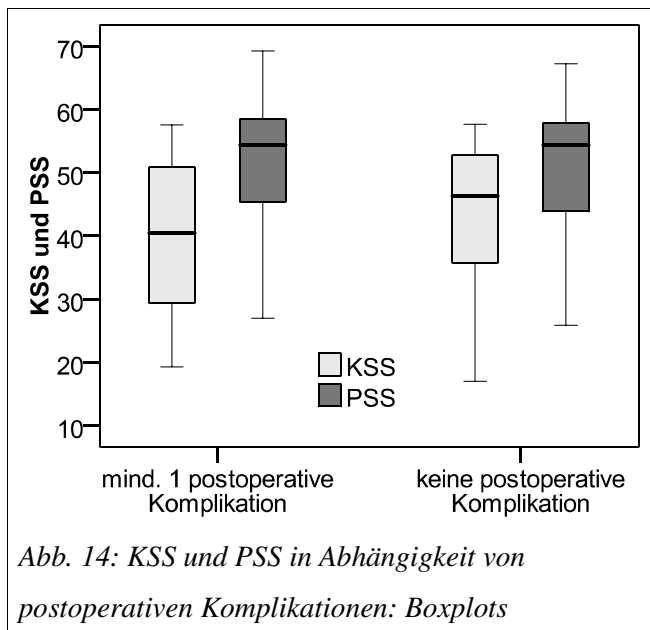 KSS und PSS
70
60
50
40
30
20
10
KSS
PSS
mind. 1 postoperative
Komplikation
keine postoperative
Komplikation
Abb. 14: KSS und PSS in Abhängigkeit von
postoperativen Komplikationen: Boxplots